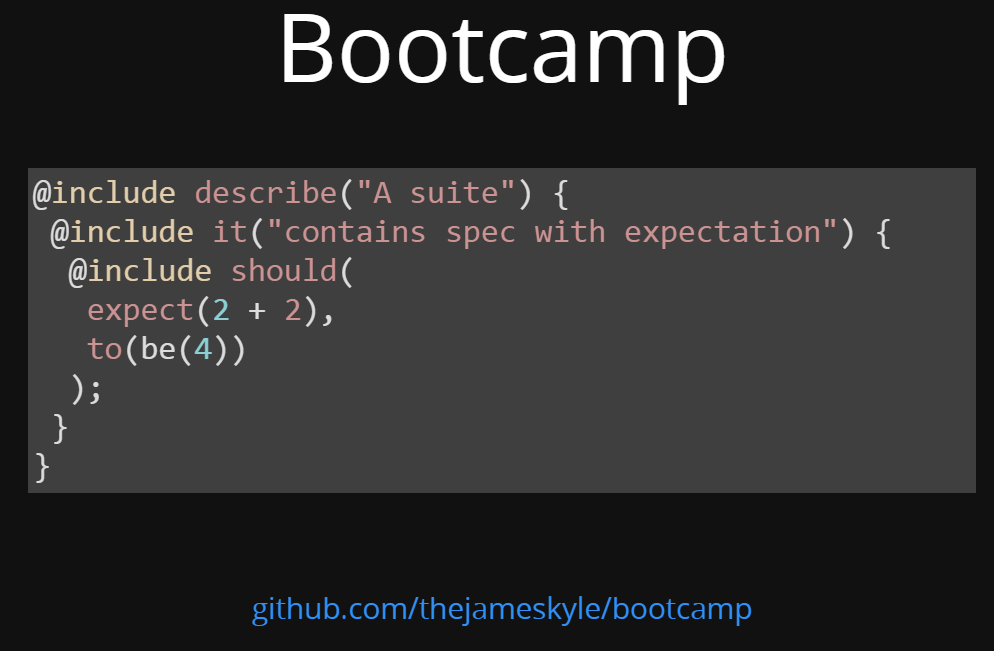 Bootcamp
@include describe("A suite") {
@include it("contains spec with expectation") {
@include should(
expect(2 + 2),
to(be(4))
);
}
}
github.com/thejameskyle/bootcamp